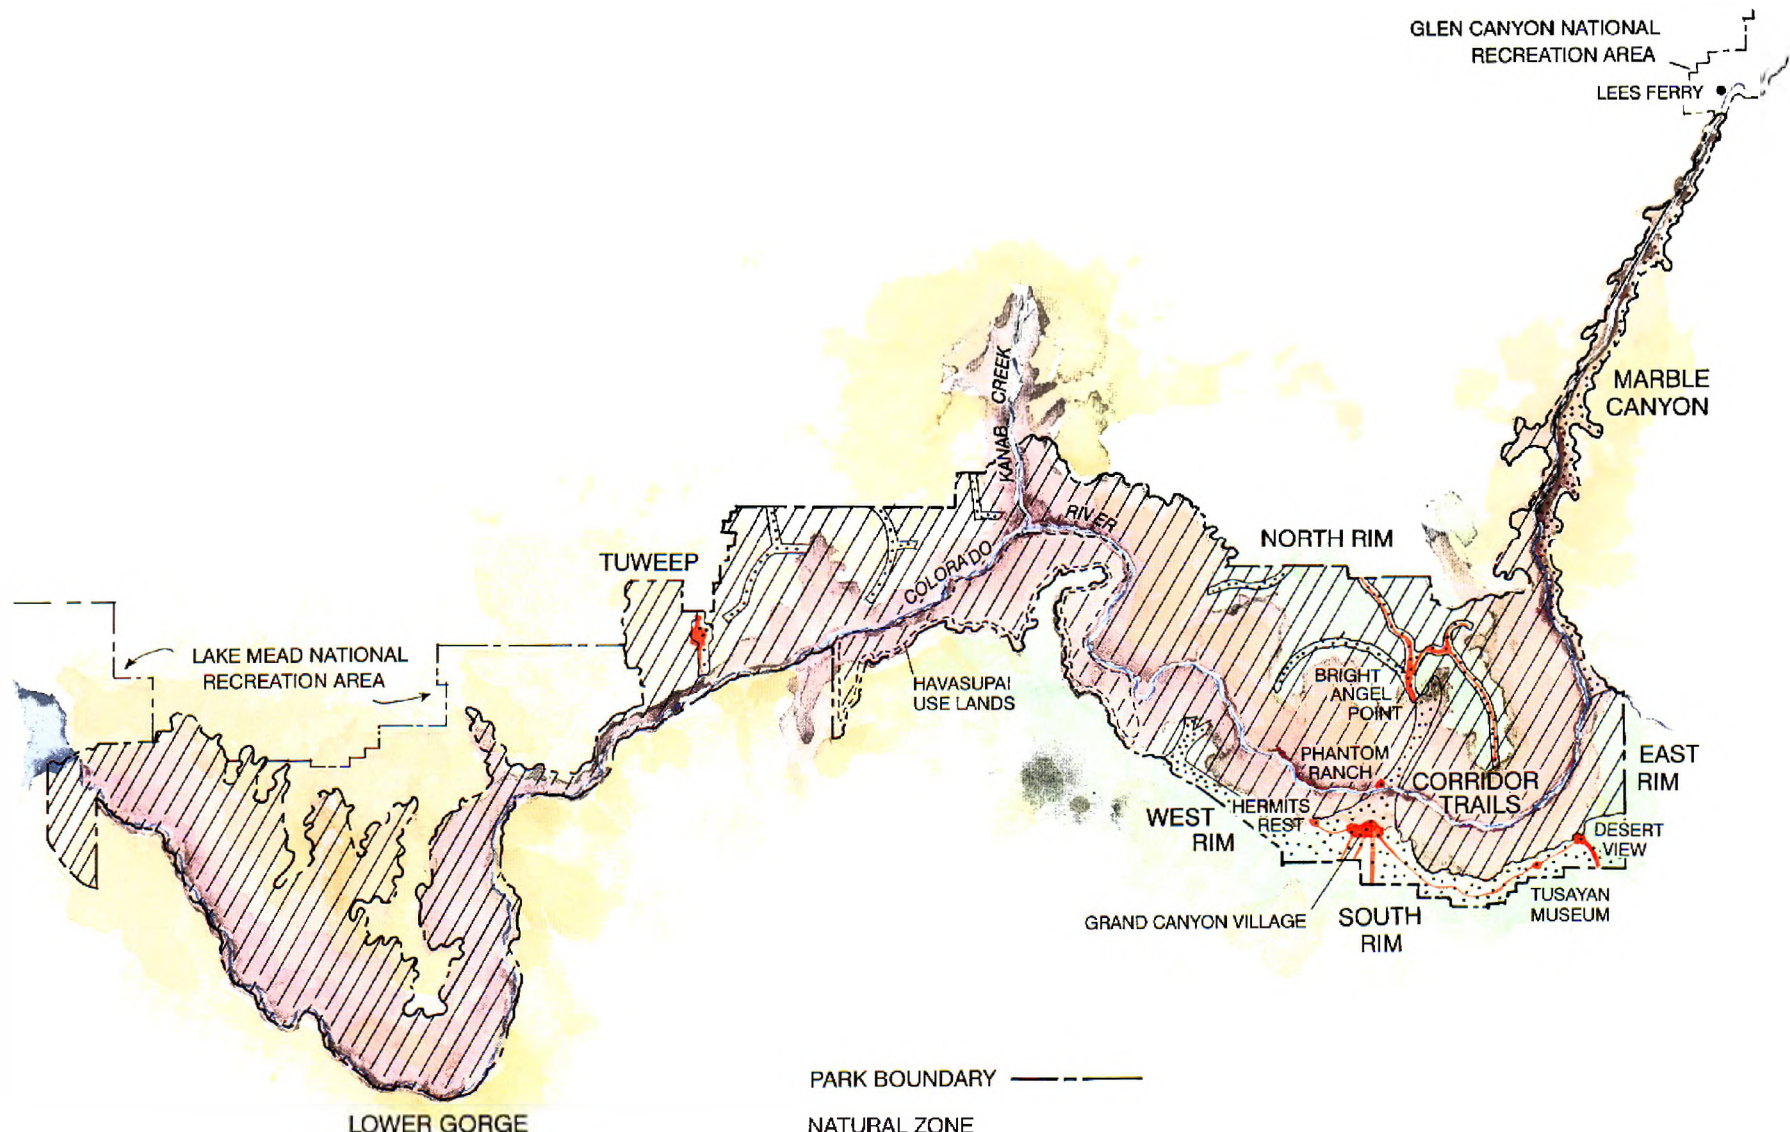 GLEN CANYON NATIONAL
RECREATION AREA
LEES FERRY
MARBLE
CANYON
KANAB CREEK
COLORADO RIVER
NORTH RIM
TUWEEP
LAKE MEAD NATIONAL
RECREATION AREA
HAVASUPAI
USE LANDS
BRIGHT
ANGEL
POINT
PHANTOM
RANCH
CORRIDOR
TRAILS
EAST
RIM
WEST
RIM
HERMITS
REST
DESERT
VIEW
TUSAYAN
MUSEUM
GRAND CANYON VILLAGE
SOUTH
RIM
PARK BOUNDARY
LOWER GORGE
NATURAL ZONE